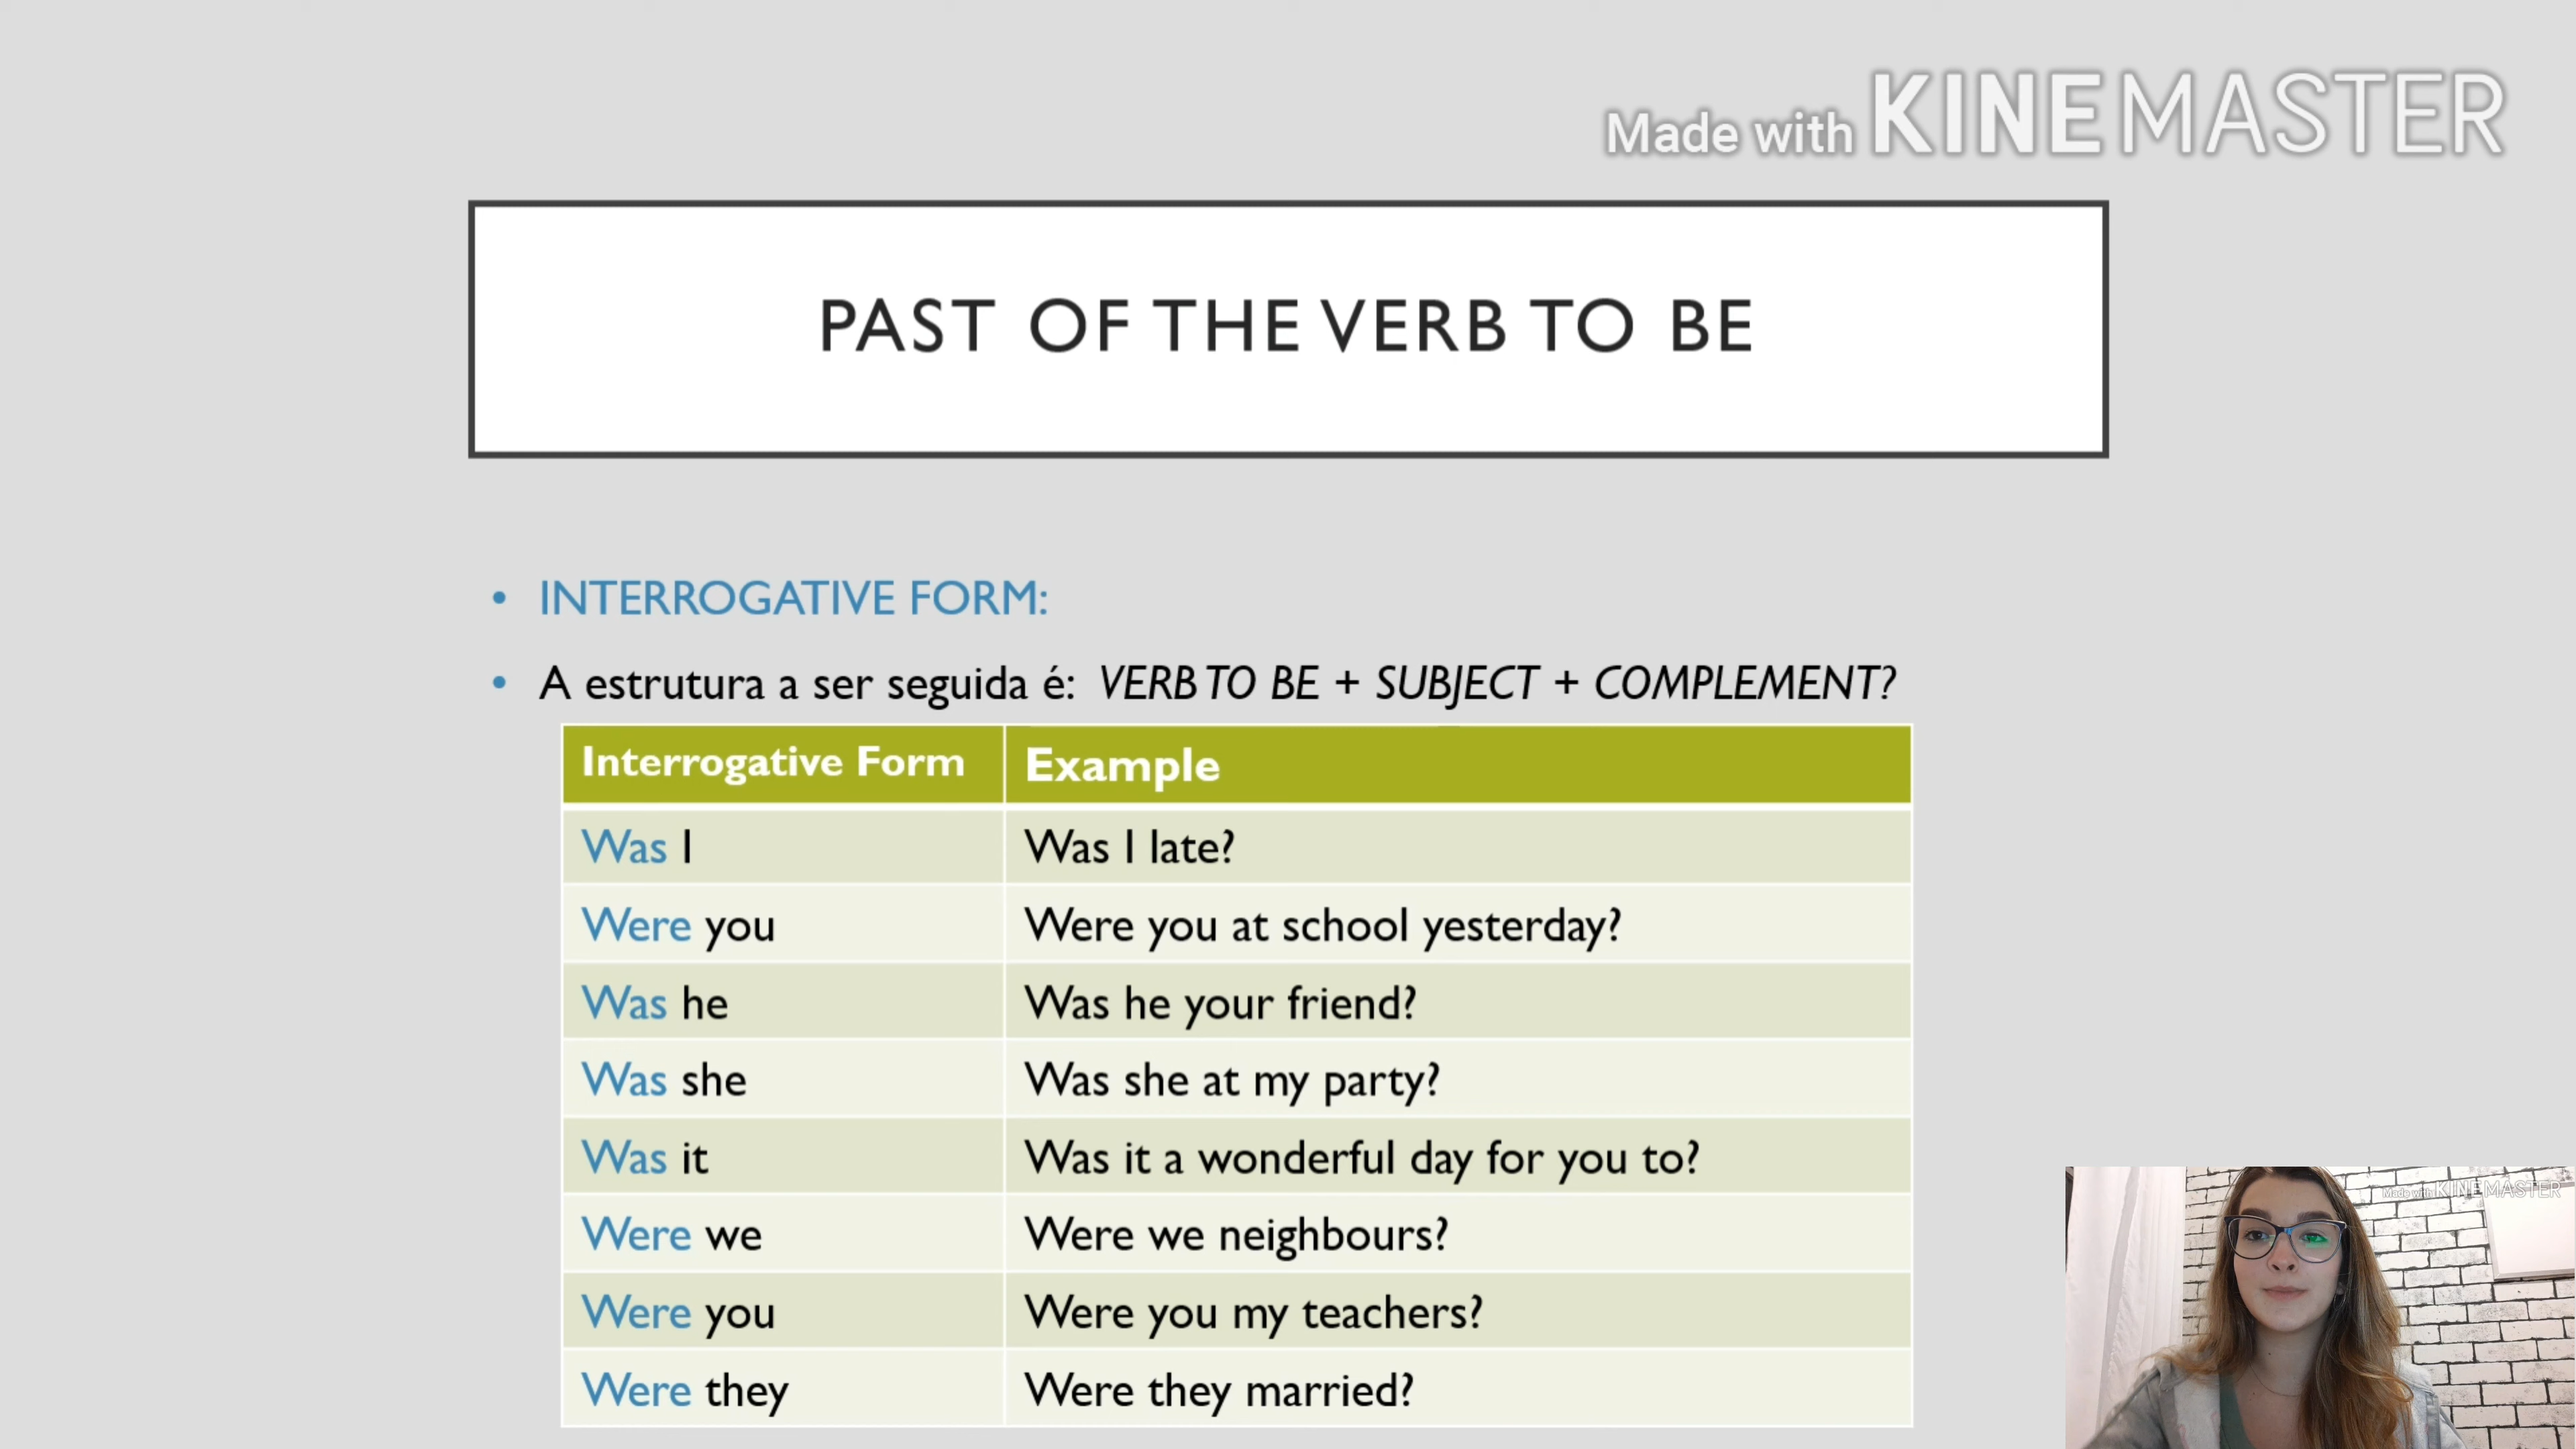 Made with KINEMASTER
PAST OF THE VERB TO BE
• INTERROGATIVE FORM:
• A estrutura a ser seguida é: VERB TO BE + SUBJECT + COMPLEMENT?
Interrogative Form Example
Was I Was I late?
Were you Were you at school yesterday?
Was he Was he your friend?
Was she Was she at my party?
Was it Was it a wonderful day for you to?
Were we Were we neighbours?
Were you Were you my teachers?
Were they Were they married?
Made with KINEMASTER